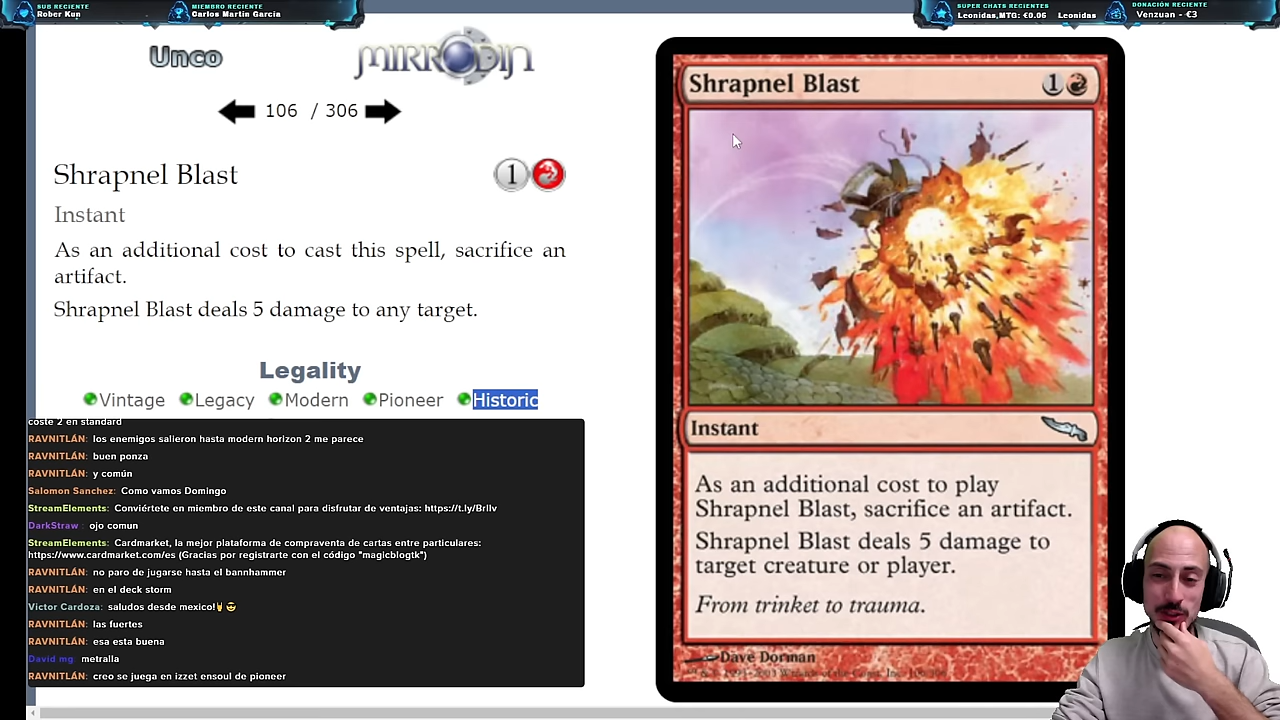 SUB RECIENTE
Rober Kun
MIEMBRO RECIENTE
Carlos Martin Garcia
SUPER CHATS RECIENTES
Leonidas,MTG: €0.06 Leonidas
DONACIÓN RECIENTE
Venzuan - €3
Unco
MIRRODIN
106 / 306
Shrapnel Blast 1
Instant
As an additional cost to cast this spell, sacrifice an
artifact.
Shrapnel Blast deals 5 damage to any target.
Legality
Vintage Legacy Modern Pioneer Historic
coste 2 en standard
RAVNITLÁN: los enemigos salieron hasta modern horizon 2 me parece
RAVNITLÁN: buen ponza
RAVNITLÁN: y común
Salomon Sanchez: Como vamos Domingo
StreamElements: Conviértete en miembro de este canal para disfrutar de ventajas: https://t.ly/Brllv
DarkStraw : ojo comun
StreamElements: Cardmarket, la mejor plataforma de compraventa de cartas entre particulares:
https://www.cardmarket.com/es (Gracias por registrarte con el código "magicblogtk")
RAVNITLÁN: no paro de jugarse hasta el bannhammer
RAVNITLÁN: en el deck storm
Victor Cardoza: saludos desde mexico!🤘😎
RAVNITLÁN: las fuertes
RAVNITLÁN: esa esta buena
David mg: metralla
RAVNITLÁN: creo se juega en izzet ensoul de pioneer
Shrapnel Blast 1
Instant
As an additional cost to play
Shrapnel Blast, sacrifice an artifact.
Shrapnel Blast deals 5 damage to
target creature or player.
From trinket to trauma.
Dave Dorman